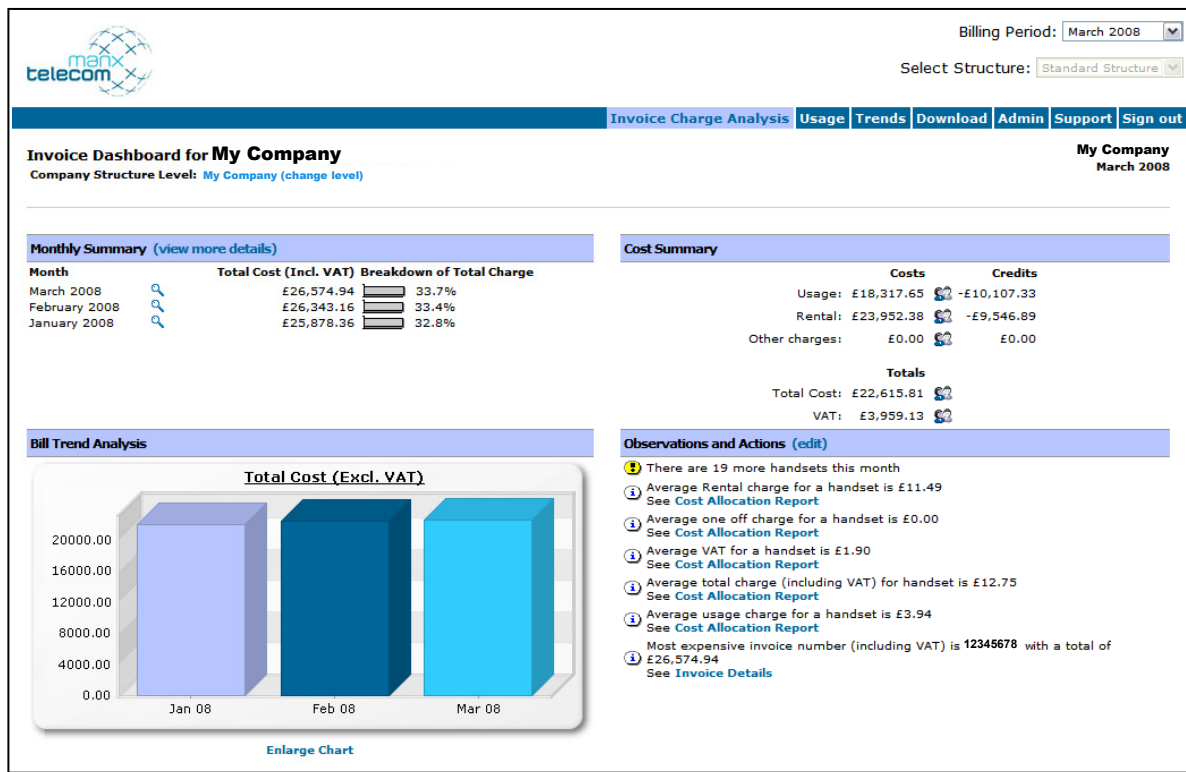 manx
telecom
Billing Period: March 2008
Select Structure: Standard Structure
Invoice Charge Analysis Usage Trends Download Admin Support Sign out
Invoice Dashboard for My Company
Company Structure Level: My Company (change level)
My Company
March 2008
Monthly Summary (view more details)
Month Total Cost (Incl. VAT) Breakdown of Total Charge
March 2008 £26,574.94 33.7%
February 2008 £26,343.16 33.4%
January 2008 £25,878.36 32.8%
Cost Summary
Costs Credits
Usage: £18,317.65 -£10,107.33
Rental: £23,952.38 -£9,546.89
Other charges: £0.00 £0.00
Totals
Total Cost: £22,615.81
VAT: £3,959.13
Bill Trend Analysis
Total Cost (Excl. VAT)
20000.00
16000.00
12000.00
8000.00
4000.00
0.00
Jan 08 Feb 08 Mar 08
Enlarge Chart
Observations and Actions (edit)
There are 19 more handsets this month
Average Rental charge for a handset is £11.49
See Cost Allocation Report
Average one off charge for a handset is £0.00
See Cost Allocation Report
Average VAT for a handset is £1.90
See Cost Allocation Report
Average total charge (including VAT) for handset is £12.75
See Cost Allocation Report
Average usage charge for a handset is £3.94
See Cost Allocation Report
Most expensive invoice number (including VAT) is 12345678 with a total of
£26,574.94
See Invoice Details